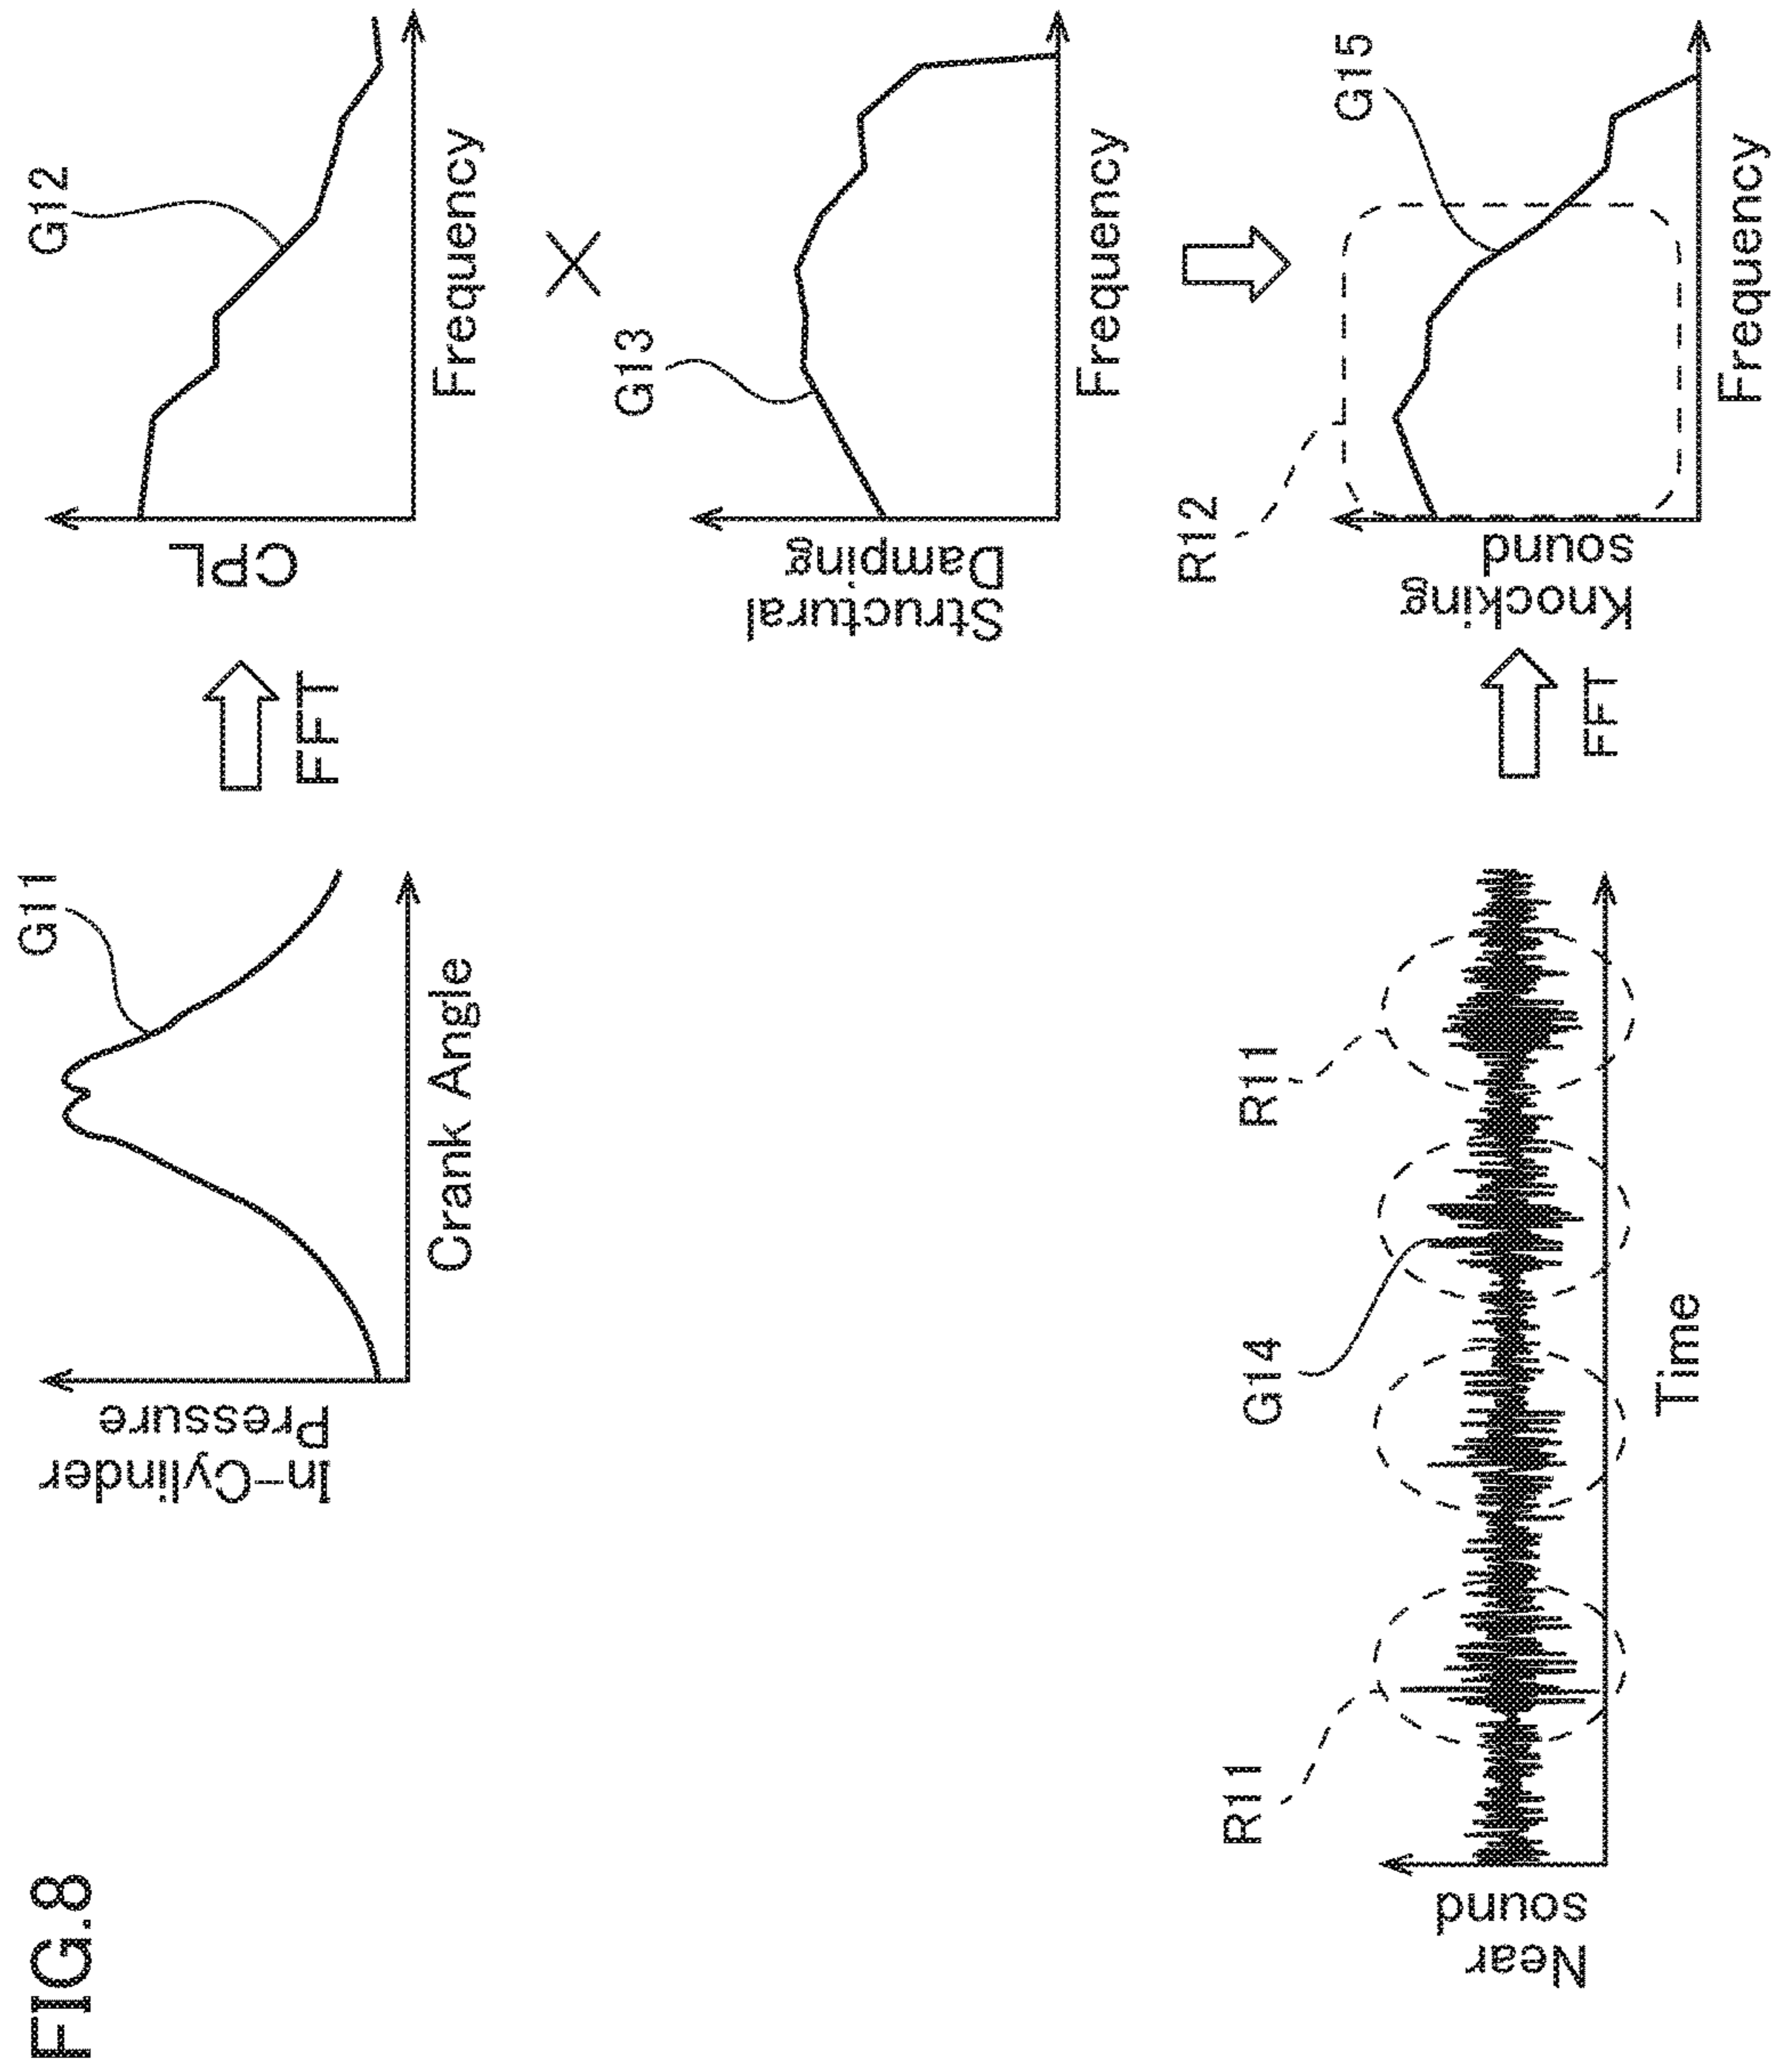 FIG.8
In-Cylinder
Pressure
G11
Crank Angle
FFT
CPL
G12
Frequency
×
Structural
Damping
G13
Frequency
Near
sound
R11
G14
R11
Time
FFT
Knocking
sound
R12
G15
Frequency